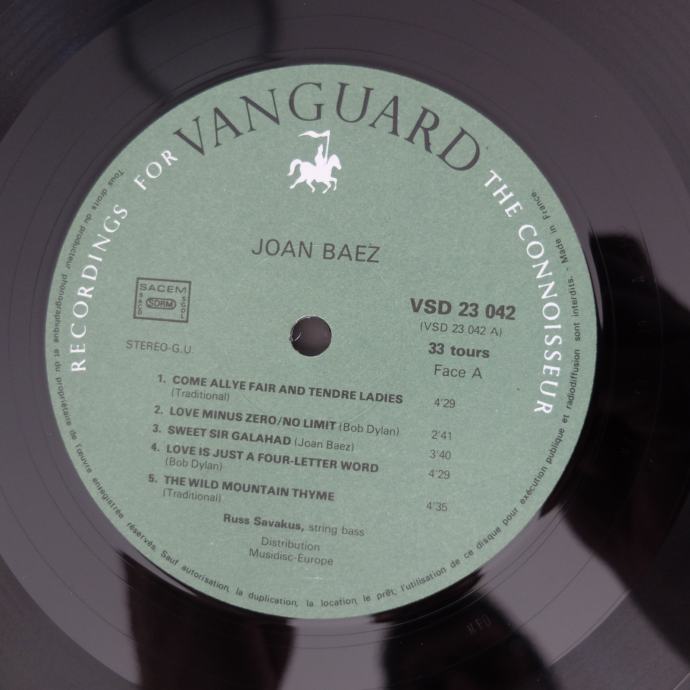 RECORDINGS FOR VANGUARD THE CONNOISSEUR
JOAN BAEZ
SACEM
SACD SDRM SGDL
STEREO-G.U.
VSD 23 042
(VSD 23 042 A)
33 tours
Face A
1. COME ALLYE FAIR AND TENDRE LADIES 4'29
(Traditional)
2. LOVE MINUS ZERO/NO LIMIT (Bob Dylan) 2'41
3. SWEET SIR GALAHAD (Joan Baez) 3'40
4. LOVE IS JUST A FOUR-LETTER WORD 4'29
(Bob Dylan)
5. THE WILD MOUNTAIN THYME 4'35
(Traditional)
Russ Savakus, string bass
Distribution
Musidisc-Europe
Tous droits du producteur phonographique et du propriétaire de l'œuvre enregistrée réservés. Sauf autorisation, la duplication, la location, le prêt, l'utilisation de ce disque pour exécution publique et radiodiffusion sont interdits. - Made in France.